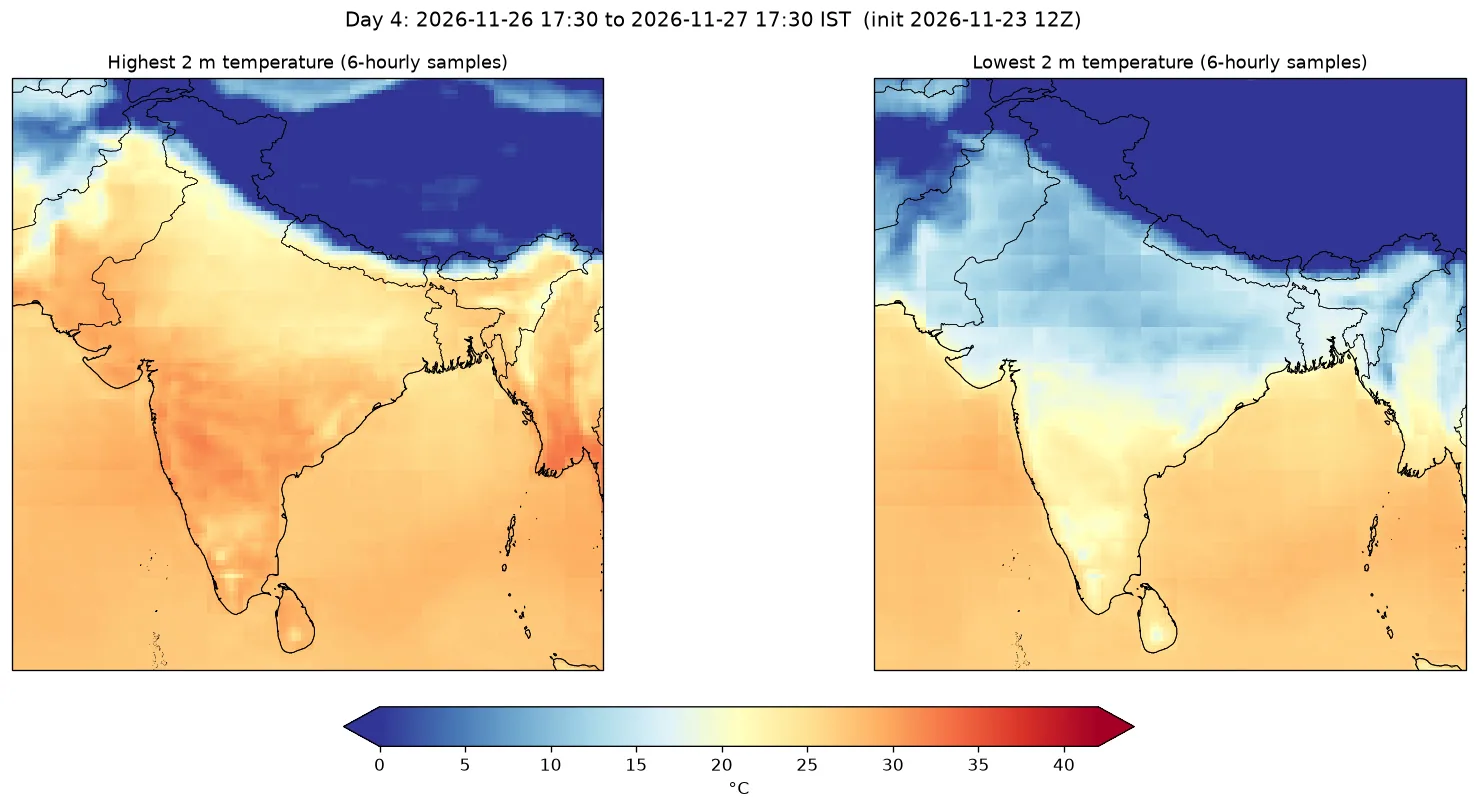 Day 4: 2026-11-26 17:30 to 2026-11-27 17:30 IST (init 2026-11-23 12Z)
Highest 2 m temperature (6-hourly samples)
Lowest 2 m temperature (6-hourly samples)
0 5 10 15 20 25 30 35 40
°C